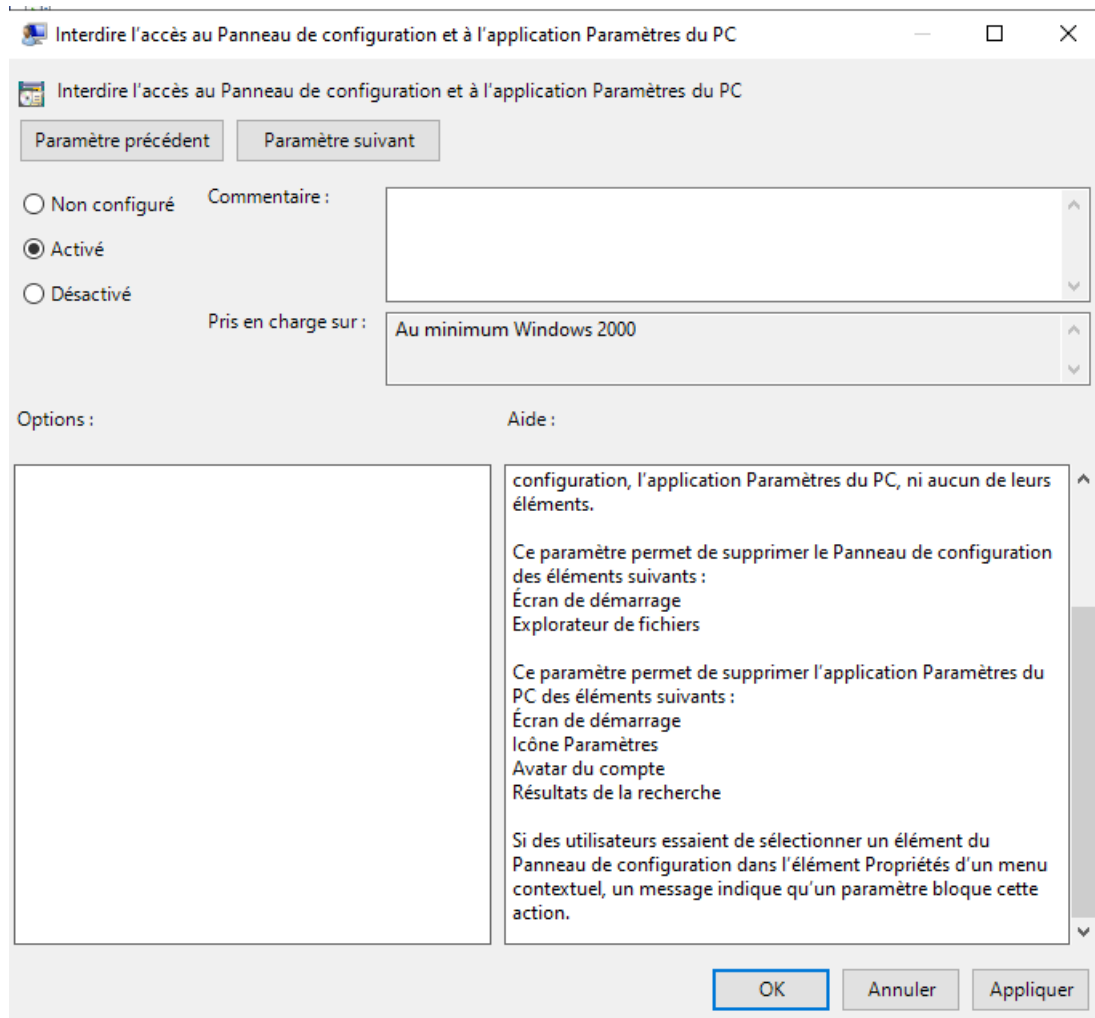 Interdire l'accès au Panneau de configuration et à l'application Paramètres du PC
Interdire l'accès au Panneau de configuration et à l'application Paramètres du PC
Paramètre précédent
Paramètre suivant
Non configuré
Commentaire :
Activé
Désactivé
Pris en charge sur :
Au minimum Windows 2000
Options :
Aide :
configuration, l'application Paramètres du PC, ni aucun de leurs
éléments.
Ce paramètre permet de supprimer le Panneau de configuration
des éléments suivants :
Écran de démarrage
Explorateur de fichiers
Ce paramètre permet de supprimer l'application Paramètres du
PC des éléments suivants :
Écran de démarrage
Icône Paramètres
Avatar du compte
Résultats de la recherche
Si des utilisateurs essaient de sélectionner un élément du
Panneau de configuration dans l'élément Propriétés d'un menu
contextuel, un message indique qu'un paramètre bloque cette
action.
OK
Annuler
Appliquer